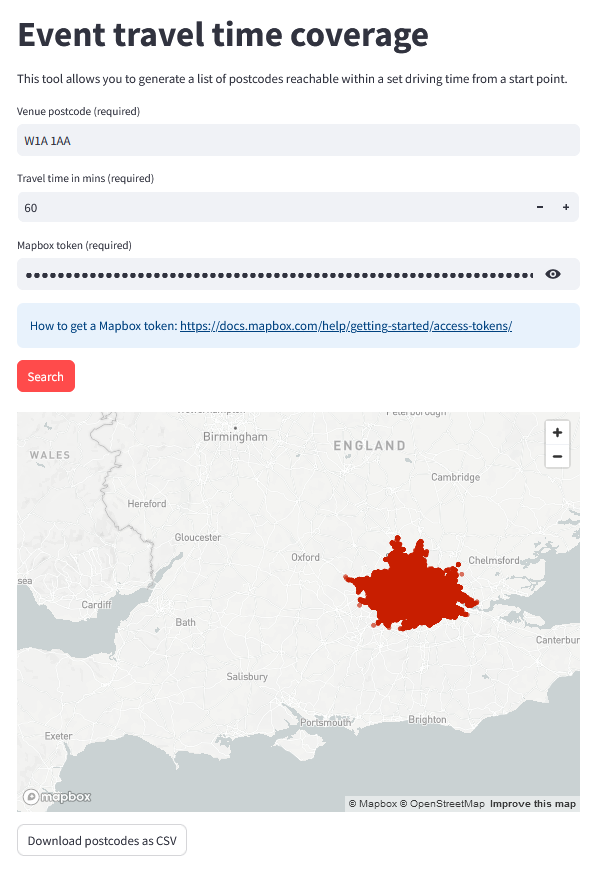 Event travel time coverage
This tool allows you to generate a list of postcodes reachable within a set driving time from a start point.
Venue postcode (required)
W1A 1AA
Travel time in mins (required)
60
Mapbox token (required)
How to get a Mapbox token: https://docs.mapbox.com/help/getting-started/access-tokens/
Search
Peterborough
Birmingham
ENGLAND
WALES
Cambridge
Hereford
Gloucester
Oxford
Chelmsford
sea
Cardiff
Bath
Canterbur
Salisbury
Portsmouth
Brighton
Exeter
mapbox
© Mapbox © OpenStreetMap Improve this map
Download postcodes as CSV